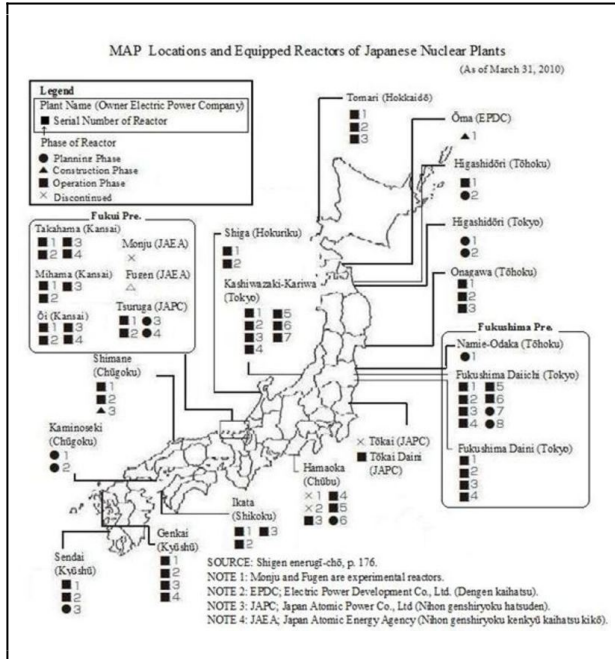 MAP Locations and Equipped Reactors of Japanese Nuclear Plants
(As of March 31, 2010)
Legend
Plant Name (Owner Electric Power Company)
■ Serial Number of Reactor
↑
Phase of Reactor
● Planning Phase
▲ Construction Phase
■ Operation Phase
× Discontinued
Fukui Pre.
Takahama (Kansai)
■ 1 ■ 3
■ 2 ■ 4
Monju (JAEA)
×
Mihama (Kansai)
■ 1 ■ 3
■ 2
Fugen (JAEA)
△
Ōi (Kansai)
■ 1 ■ 3
■ 2 ■ 4
Tsuruga (JAPC)
■ 1 ● 3
■ 2 ● 4
Tomari (Hokkaidō)
■ 1
■ 2
■ 3
Ōma (EPDC)
▲ 1
Higashidōri (Tōhoku)
■ 1
● 2
Higashidōri (Tokyo)
● 1
● 2
Onagawa (Tōhoku)
■ 1
■ 2
■ 3
Shiga (Hokuriku)
■ 1
■ 2
Kashiwazaki-Kariwa
(Tokyo)
■ 1 ■ 5
■ 2 ■ 6
■ 3 ■ 7
■ 4
Fukushima Pre.
Namie-Odaka (Tōhoku)
● 1
Fukushima Daiichi (Tokyo)
■ 1 ■ 5
■ 2 ■ 6
■ 3 ● 7
■ 4 ● 8
Fukushima Daini (Tokyo)
■ 1
■ 2
■ 3
■ 4
Shimane
(Chūgoku)
■ 1
■ 2
▲ 3
Kaminoseki
(Chūgoku)
● 1
● 2
× Tōkai (JAPC)
■ Tōkai Daini
(JAPC)
Hamaoka
(Chūbu)
× 1 ■ 4
× 2 ■ 5
■ 3 ● 6
Ikata
(Shikoku)
■ 1 ■ 3
■ 2
Genkai
(Kyūshū)
■ 1
■ 2
■ 3
■ 4
Sendai
(Kyūshū)
■ 1
■ 2
● 3
SOURCE: Shigen enerugī-chō, p. 176.
NOTE 1: Monju and Fugen are experimental reactors.
NOTE 2: EPDC; Electric Power Development Co., Ltd. (Dengen kaihatsu).
NOTE 3: JAPC; Japan Atomic Power Co., Ltd (Nihon genshiryoku hatsuden).
NOTE 4: JAEA; Japan Atomic Energy Agency (Nihon genshiryoku kenkyū kaihatsu kikō).